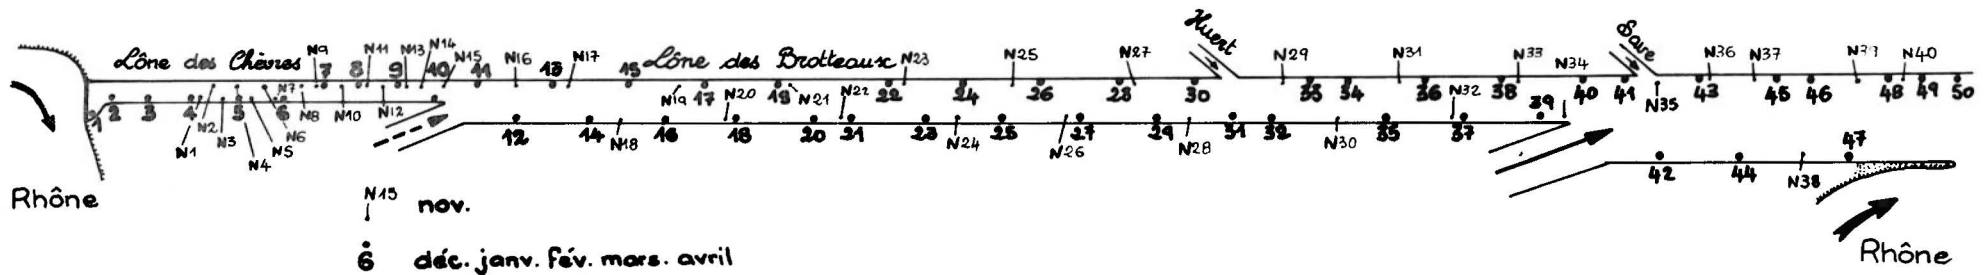 Lône des Chèvres
N9
N11
N13
N14
N15
N16
N17
Lône des Brotteaux
N23
N25
N27
Huert
N29
N31
N33
N34
Save
N36
N37
N39
N40
7 8 9 10 11 13 15 17 19 22 24 26 28 30 33 34 36 38 40 41 43 45 46 48 49 50
1 2 3 4 5 6
N1 N2 N3 N4 N5 N6 N7 N8 N10 N12
N19 N20 N21 N22 N32 N35
12 14 16 18 20 21 23 25 27 29 31 32 35 37 39
N18 N24 N26 N28 N30
42 44 47
N38
Rhône
Rhône
N15 nov.
6 déc. janv. fév. mars. avril